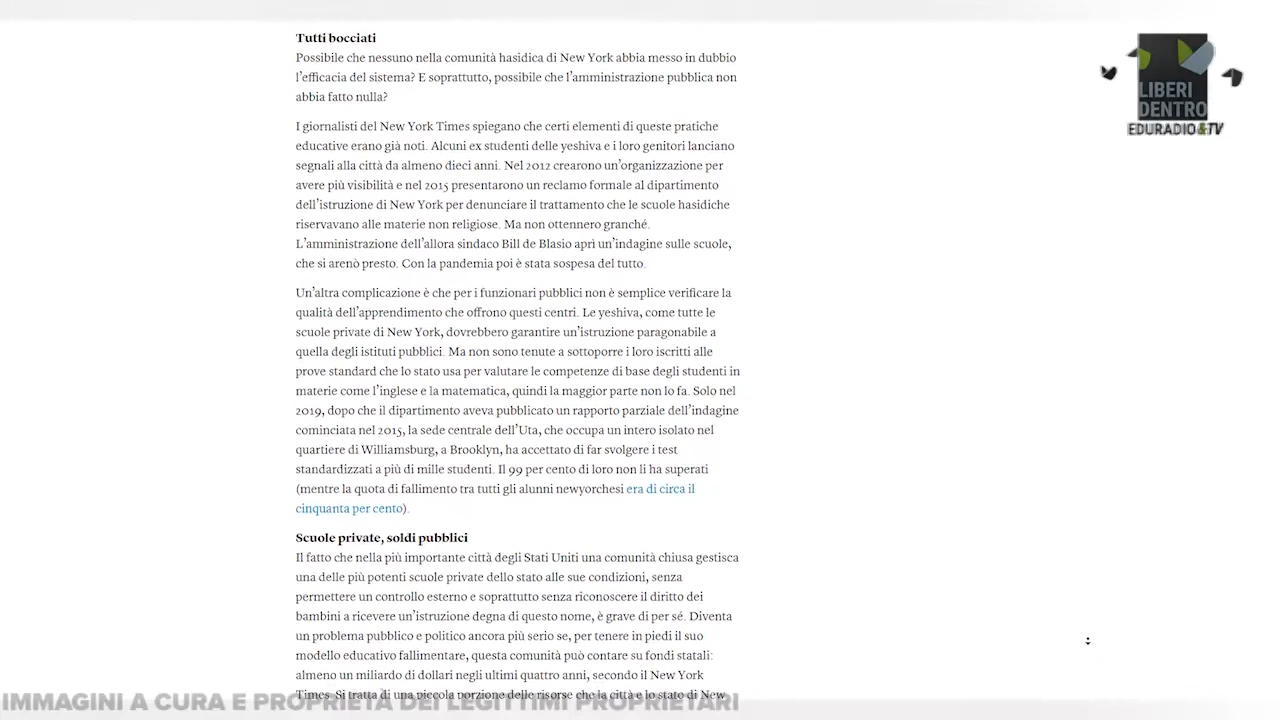 Tutti bocciati
Possibile che nessuno nella comunità hasidica di New York abbia messo in dubbio
l'efficacia del sistema? E soprattutto, possibile che l'amministrazione pubblica non
abbia fatto nulla?
I giornalisti del New York Times spiegano che certi elementi di queste pratiche
educative erano già noti. Alcuni ex studenti delle yeshiva e i loro genitori lanciano
segnali alla città da almeno dieci anni. Nel 2012 crearono un'organizzazione per
avere più visibilità e nel 2015 presentarono un reclamo formale al dipartimento
dell'istruzione di New York per denunciare il trattamento che le scuole hasidiche
riservavano alle materie non religiose. Ma non ottennero granché.
L'amministrazione dell'allora sindaco Bill de Blasio aprì un'indagine sulle scuole,
che si arenò presto. Con la pandemia poi è stata sospesa del tutto.
Un'altra complicazione è che per i funzionari pubblici non è semplice verificare la
qualità dell'apprendimento che offrono questi centri. Le yeshiva, come tutte le
scuole private di New York, dovrebbero garantire un'istruzione paragonabile a
quella degli istituti pubblici. Ma non sono tenute a sottoporre i loro iscritti alle
prove standard che lo stato usa per valutare le competenze di base degli studenti in
materie come l'inglese e la matematica, quindi la maggior parte non lo fa. Solo nel
2019, dopo che il dipartimento aveva pubblicato un rapporto parziale dell'indagine
cominciata nel 2015, la sede centrale dell'Uta, che occupa un intero isolato nel
quartiere di Williamsburg, a Brooklyn, ha accettato di far svolgere i test
standardizzati a più di mille studenti. Il 99 per cento di loro non li ha superati
(mentre la quota di fallimento tra tutti gli alunni newyorchesi era di circa il
cinquanta per cento).
Scuole private, soldi pubblici
Il fatto che nella più importante città degli Stati Uniti una comunità chiusa gestisca
una delle più potenti scuole private dello stato alle sue condizioni, senza
permettere un controllo esterno e soprattutto senza riconoscere il diritto dei
bambini a ricevere un'istruzione degna di questo nome, è grave di per sé. Diventa
un problema pubblico e politico ancora più serio se, per tenere in piedi il suo
modello educativo fallimentare, questa comunità può contare su fondi statali:
almeno un miliardo di dollari negli ultimi quattro anni, secondo il New York
Times. Si tratta di una piccola porzione delle risorse che la città e lo stato di New
IMMAGINI A CURA E PROPRIETÀ DEI LEGITTIMI PROPRIETARI
LIBERI
DENTRO
EDURADIO&TV